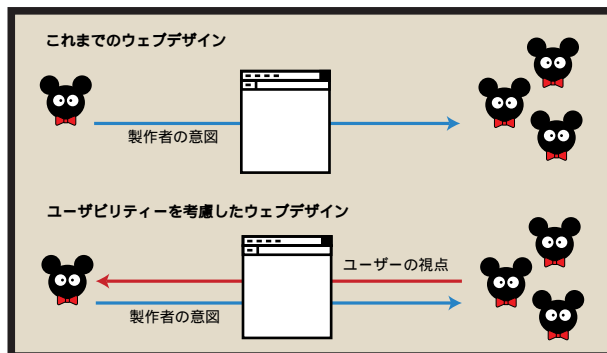 これまでのウェブデザイン
製作者の意図
ユーザビリティーを考慮したウェブデザイン
ユーザーの視点
製作者の意図